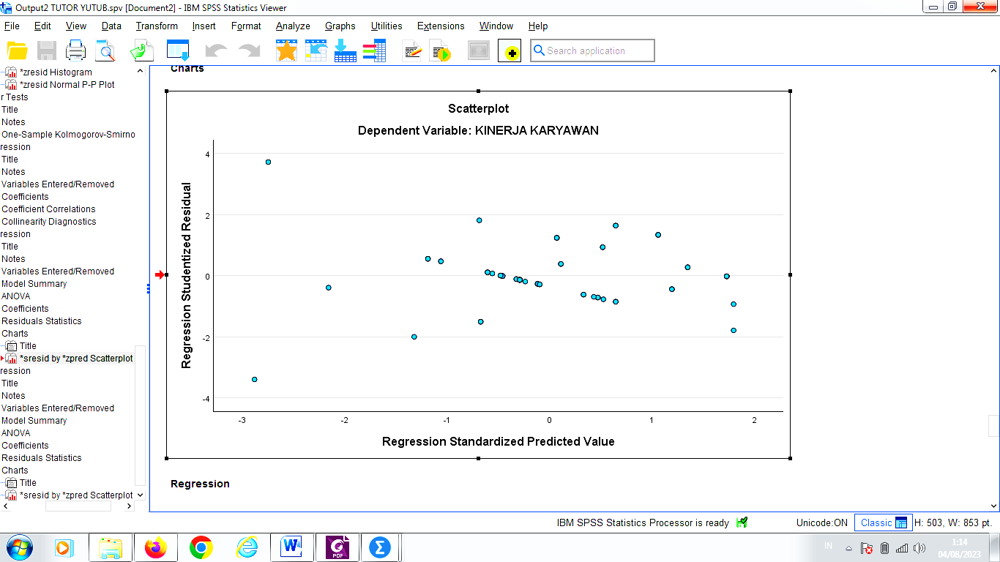 Output2 TUTOR YUTUB.spv [Document2] - IBM SPSS Statistics Viewer
File Edit View Data Transform Insert Format Analyze Graphs Utilities Extensions Window Help
Search application
*zresid Histogram
*zresid Normal P-P Plot
r Tests
Title
Notes
One-Sample Kolmogorov-Smirno
ression
Title
Notes
Variables Entered/Removed
Coefficients
Coefficient Correlations
Collinearity Diagnostics
ression
Title
Notes
Variables Entered/Removed
Model Summary
ANOVA
Coefficients
Residuals Statistics
Charts
Title
*sresid by *zpred Scatterplot
ression
Title
Notes
Variables Entered/Removed
Model Summary
ANOVA
Coefficients
Residuals Statistics
Charts
Title
*sresid by *zpred Scatterplot
Charts
Scatterplot
Dependent Variable: KINERJA KARYAWAN
Regression Studentized Residual
4
2
0
-2
-4
-3 -2 -1 0 1 2
Regression Standardized Predicted Value
Regression
IBM SPSS Statistics Processor is ready Unicode:ON Classic H: 503, W: 853 pt.
W G PDF Σ
IN
1:14
04/08/2023